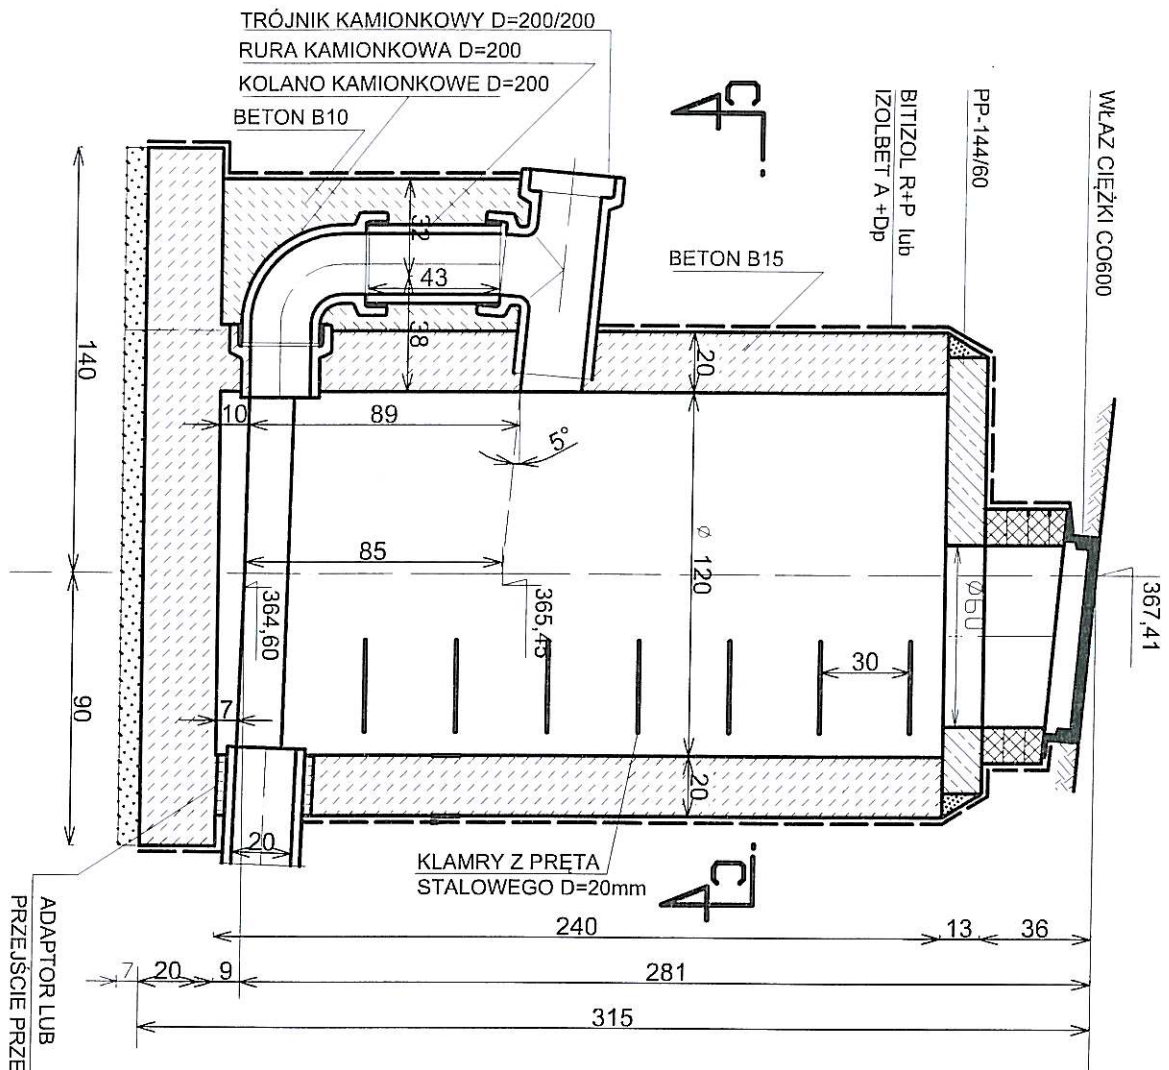 TRÓJNIK KAMIONKOWY D=200/200
RURA KAMIONKOWA D=200
KOLANO KAMIONKOWE D=200
BETON B10
C
BITIZOL R+P lub
IZOLBET A +Dp
PP-144/60
WŁAZ CIĘŻKI CO600
BETON B15
32
43
38
20
140
10
89
5°
85
ø 120
Ø60
367,41
364,60
365,45
30
90
7
20
20
KLAMRY Z PRĘTA
STALOWEGO D=20mm
C
240
13
36
7
20
9
281
315
ADAPTOR LUB
PRZEJŚCIE PRZE